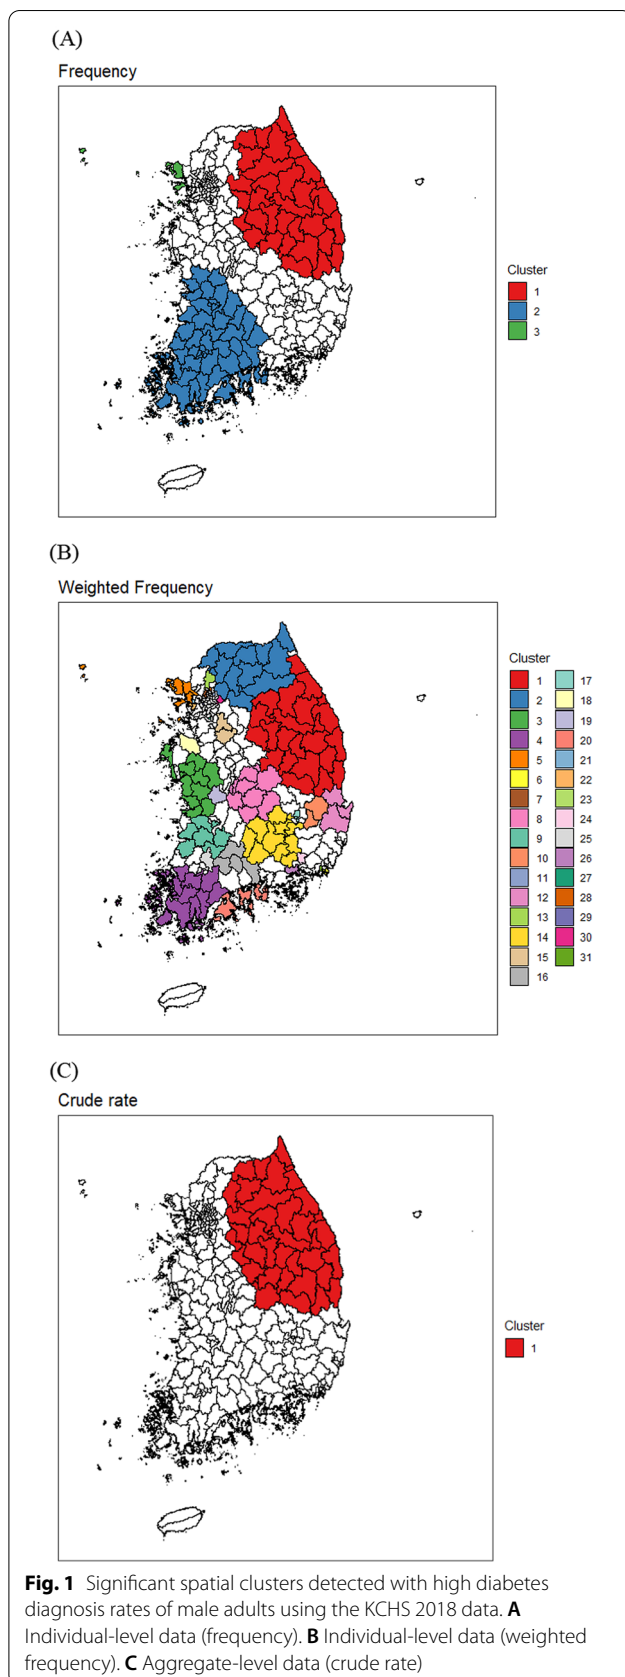 (A)
Frequency
Cluster
1
2
3
(B)
Weighted Frequency
Cluster
1 17
2 18
3 19
4 20
5 21
6 22
7 23
8 24
9 25
10 26
11 27
12 28
13 29
14 30
15 31
16
(C)
Crude rate
Cluster
1
Fig. 1 Significant spatial clusters detected with high diabetes
diagnosis rates of male adults using the KCHS 2018 data. A
Individual-level data (frequency). B Individual-level data (weighted
frequency). C Aggregate-level data (crude rate)